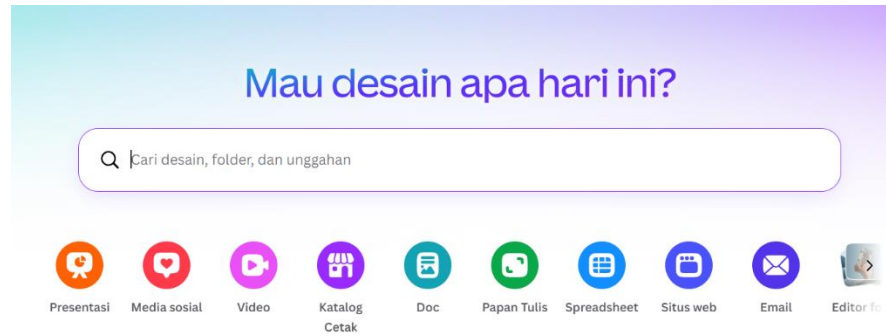 Mau desain apa hari ini?
Cari desain, folder, dan unggahan
Presentasi Media sosial Video Katalog Doc Papan Tulis Spreadsheet Situs web Email Editor
Cetak